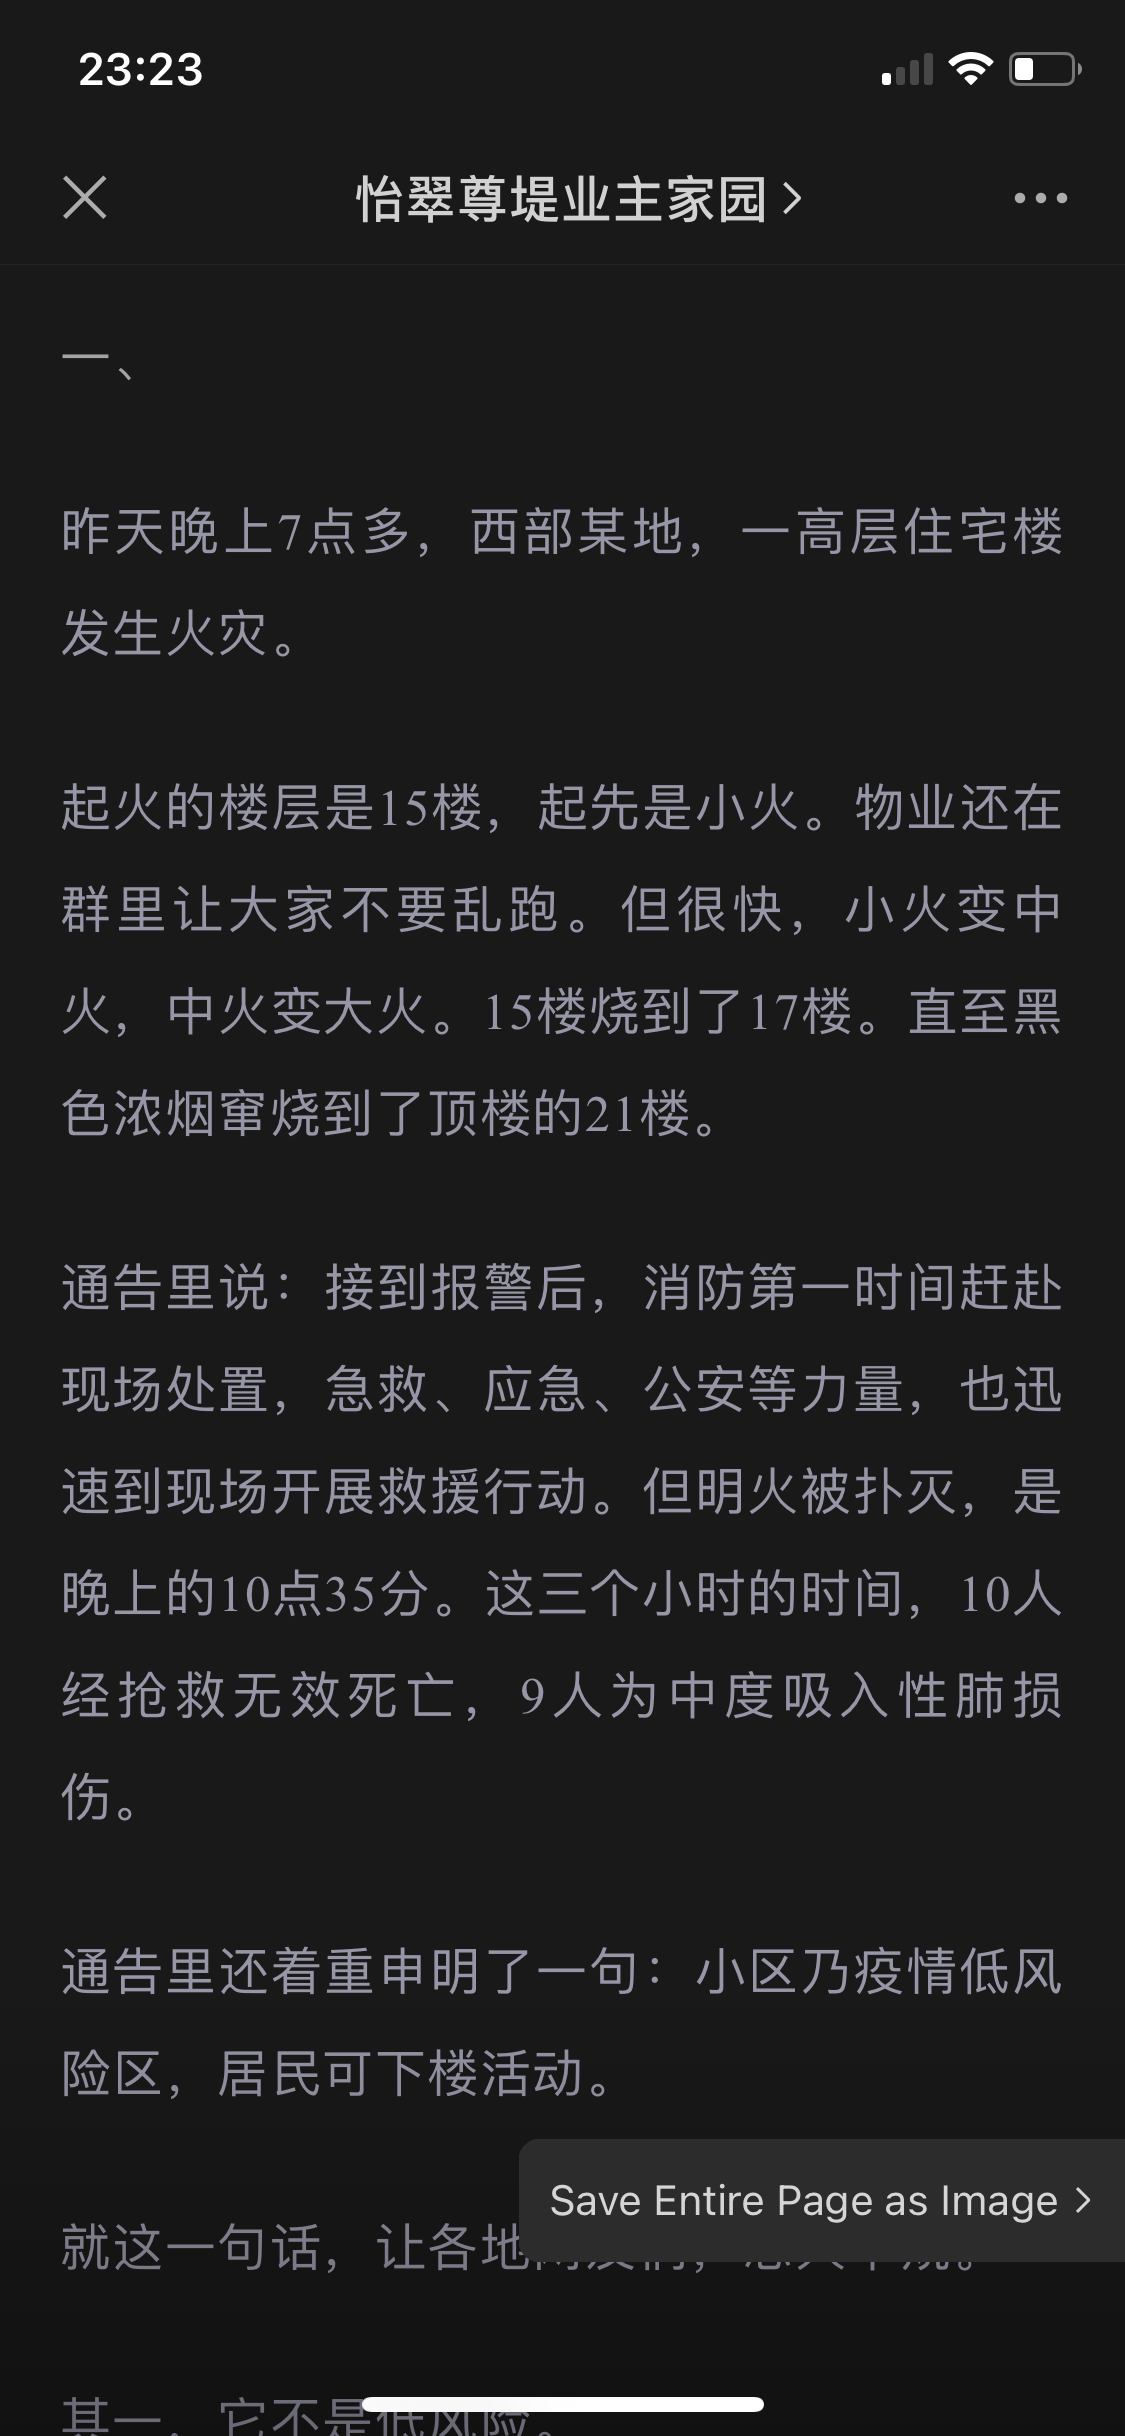 23:23
怡翠尊堤业主家园
一、
昨天晚上7点多，西部某地，一高层住宅楼
发生火灾。
起火的楼层是15楼，起先是小火。物业还在
群里让大家不要乱跑。但很快，小火变中
火，中火变大火。15楼烧到了17楼。直至黑
色浓烟窜烧到了顶楼的21楼。
通告里说：接到报警后，消防第一时间赶赴
现场处置，急救、应急、公安等力量，也迅
速到现场开展救援行动。但明火被扑灭，是
晚上的10点35分。这三个小时的时间，10人
经抢救无效死亡，9人为中度吸入性肺损
伤。
通告里还着重申明了一句：小区乃疫情低风
险区，居民可下楼活动。
Save Entire Page as Image
就这一句话，让各地
其一，它不是低风险。